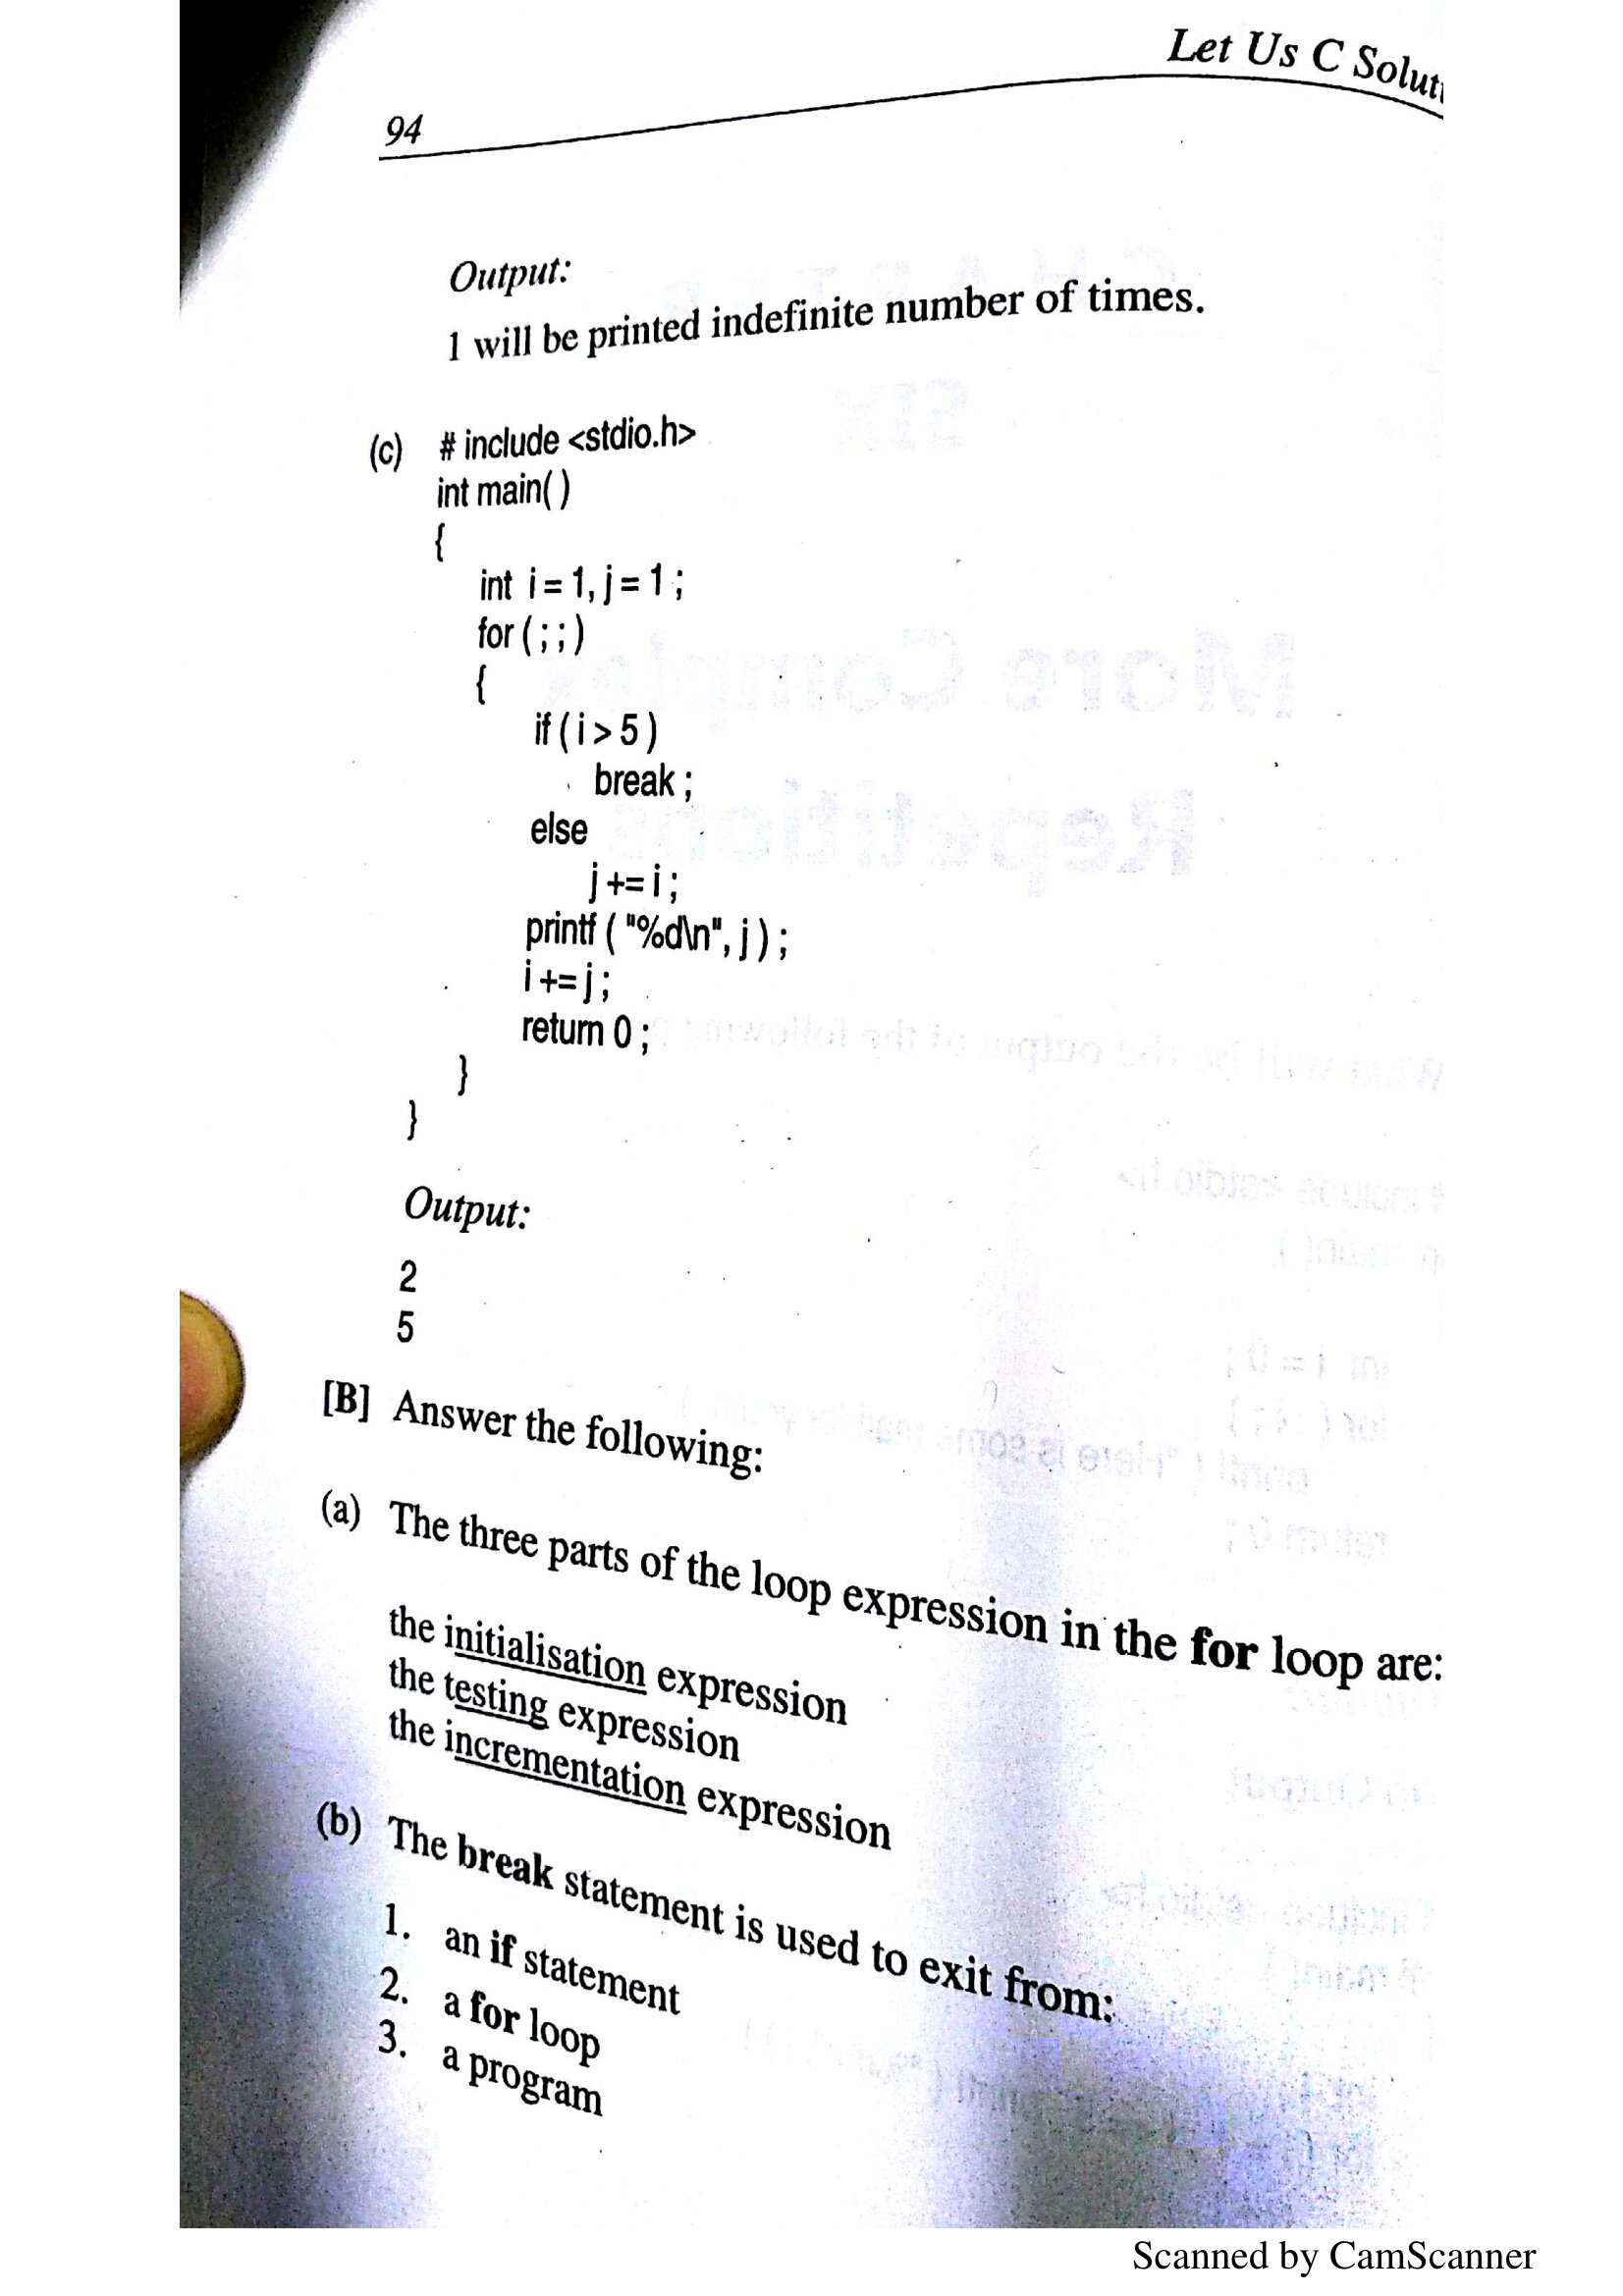 Let Us C Soluti
94
Output:
1 will be printed indefinite number of times.
(c) # include <stdio.h>
int main( )
{
int i = 1, j = 1 ;
for ( ; ; )
{
if ( i > 5 )
break ;
else
j += i ;
printf ( "%d\n", j ) ;
i += j ;
return 0 ;
}
}
Output:
2
5
[B] Answer the following:
(a) The three parts of the loop expression in the for loop are:
the initialisation expression
the testing expression
the incrementation expression
(b) The break statement is used to exit from:
1. an if statement
2. a for loop
3. a program
Scanned by CamScanner